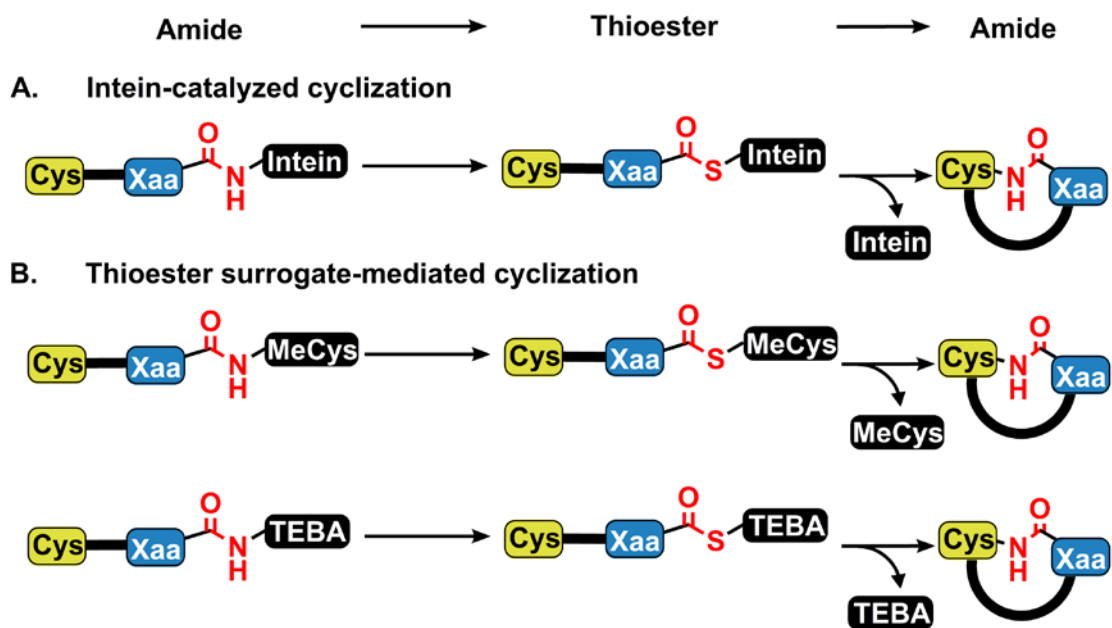 Amide Thioester Amide
A. Intein-catalyzed cyclization
Cys Xaa O N H Intein Cys Xaa O S Intein Cys N H O Xaa
Intein
B. Thioester surrogate-mediated cyclization
Cys Xaa O N H MeCys Cys Xaa O S MeCys Cys N H O Xaa
MeCys
Cys Xaa O N H TEBA Cys Xaa O S TEBA Cys N H O Xaa
TEBA